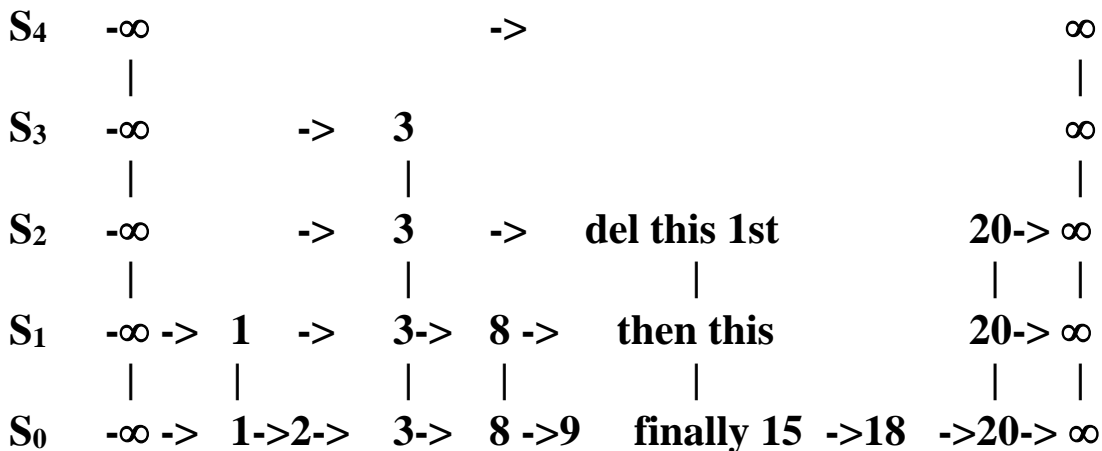 S4 -∞ -> ∞
| |
S3 -∞ -> 3 ∞
| | |
S2 -∞ -> 3 -> del this 1st 20-> ∞
| | | | |
S1 -∞ -> 1 -> 3-> 8 -> then this 20-> ∞
| | | | | | |
S0 -∞ -> 1->2-> 3-> 8 ->9 finally 15 ->18 ->20-> ∞